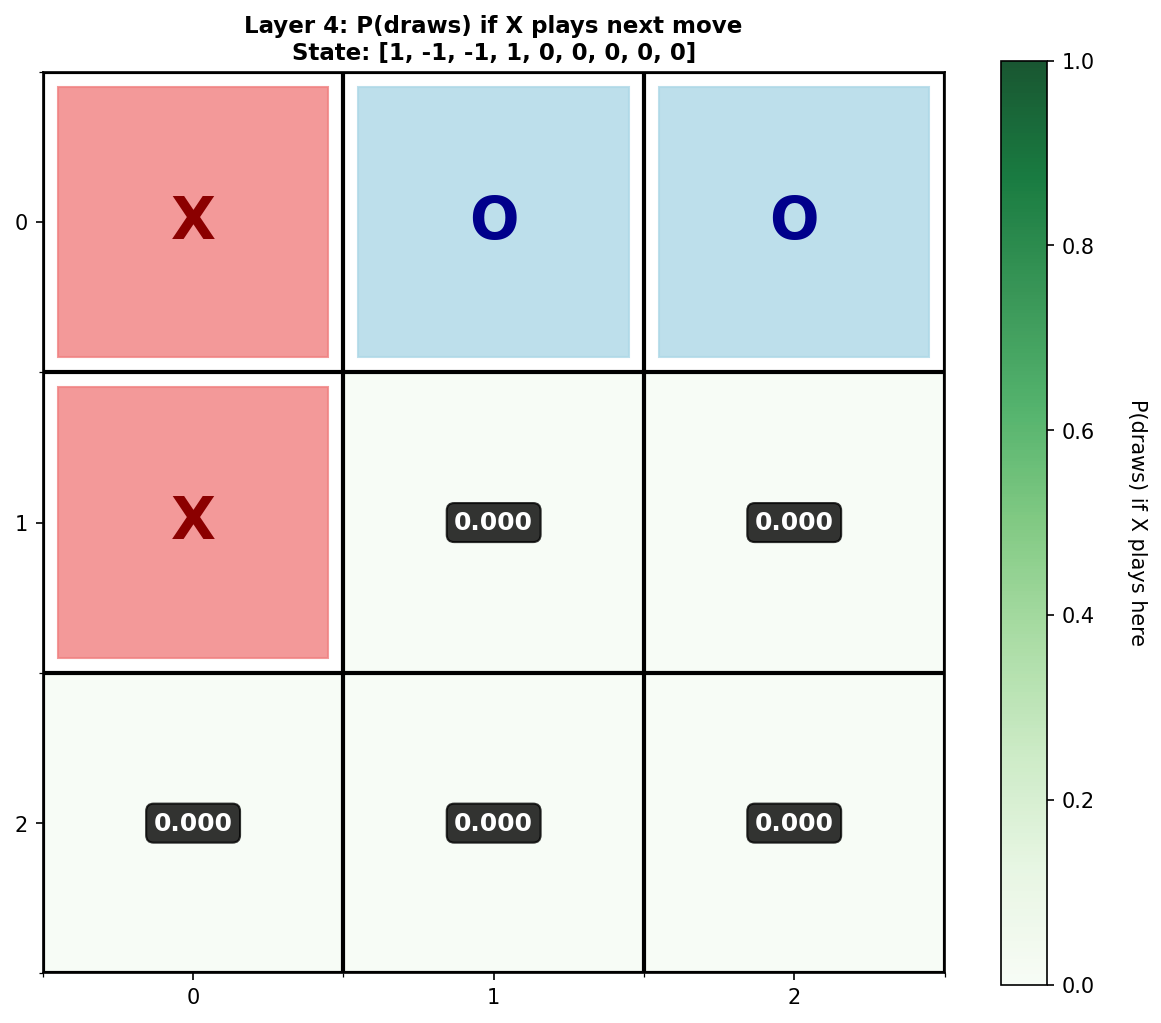 Layer 4: P(draws) if X plays next move
State: [1, -1, -1, 1, 0, 0, 0, 0, 0]
0
X
O
O
1
X
0.000
0.000
2
0.000
0.000
0.000
0
1
2
1.0
0.8
0.6
0.4
0.2
0.0
P(draws) if X plays here